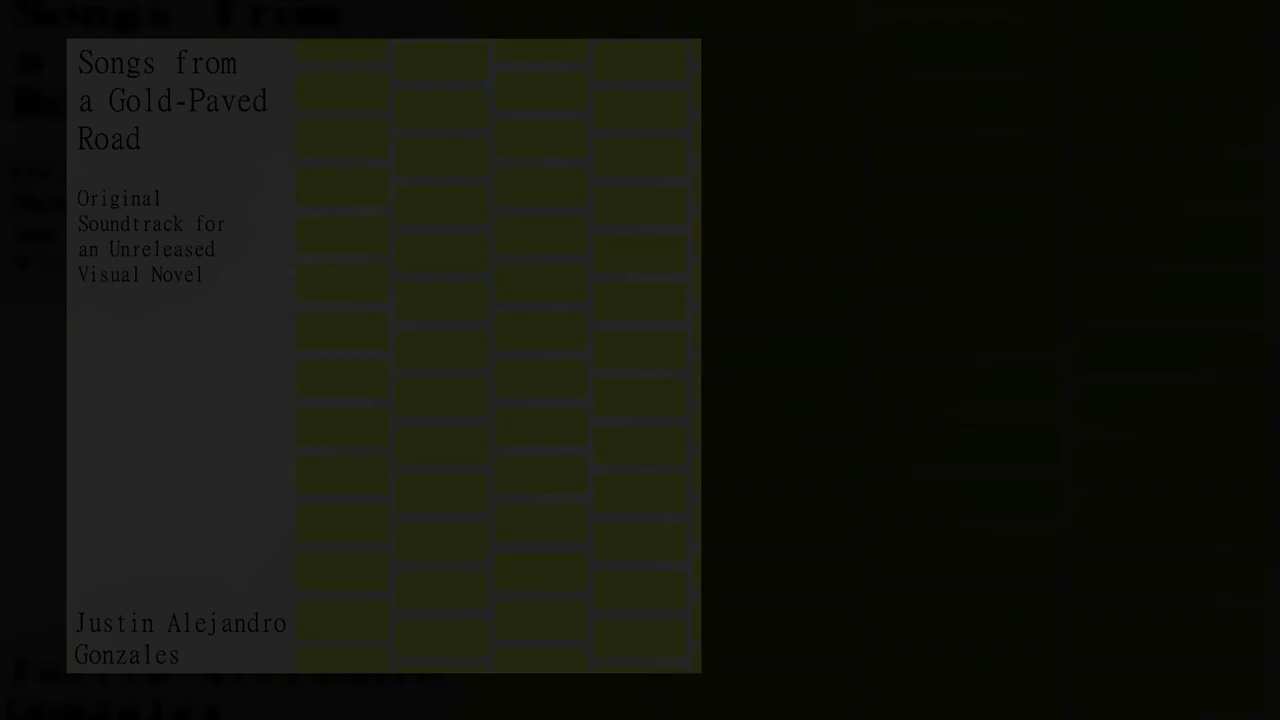 Songs from
a Gold-Paved
Road
Original
Soundtrack for
an Unreleased
Visual Novel
Justin Alejandro
Gonzales